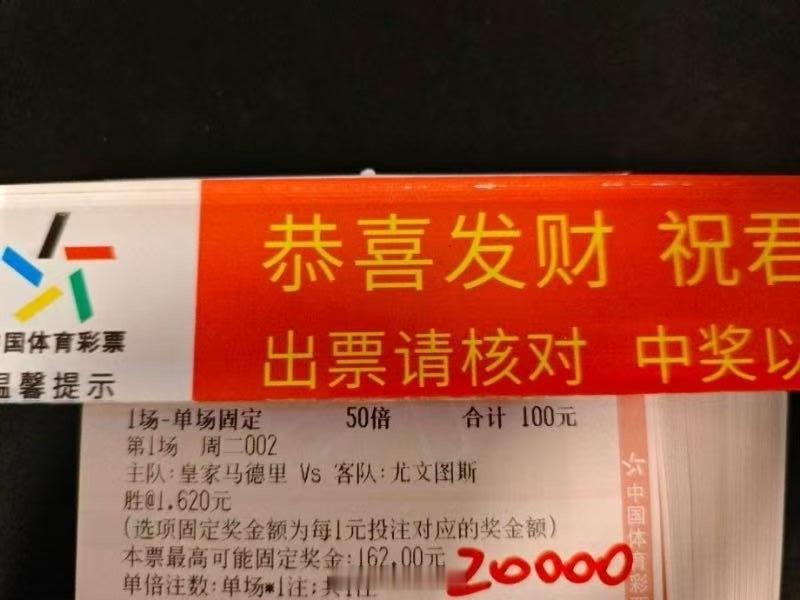 恭喜发财 祝君
出票请核对 中奖以
国体育彩票
温馨提示
1场-单场固定 50倍 合计 100元
第1场 周二002
主队:皇家马德里 Vs 客队:尤文图斯
胜@1.620元
(选项固定奖金额为每1元投注对应的奖金额)
本票最高可能固定奖金:162.00元
单倍注数:单场*1注;共1注
20000
中国体育彩